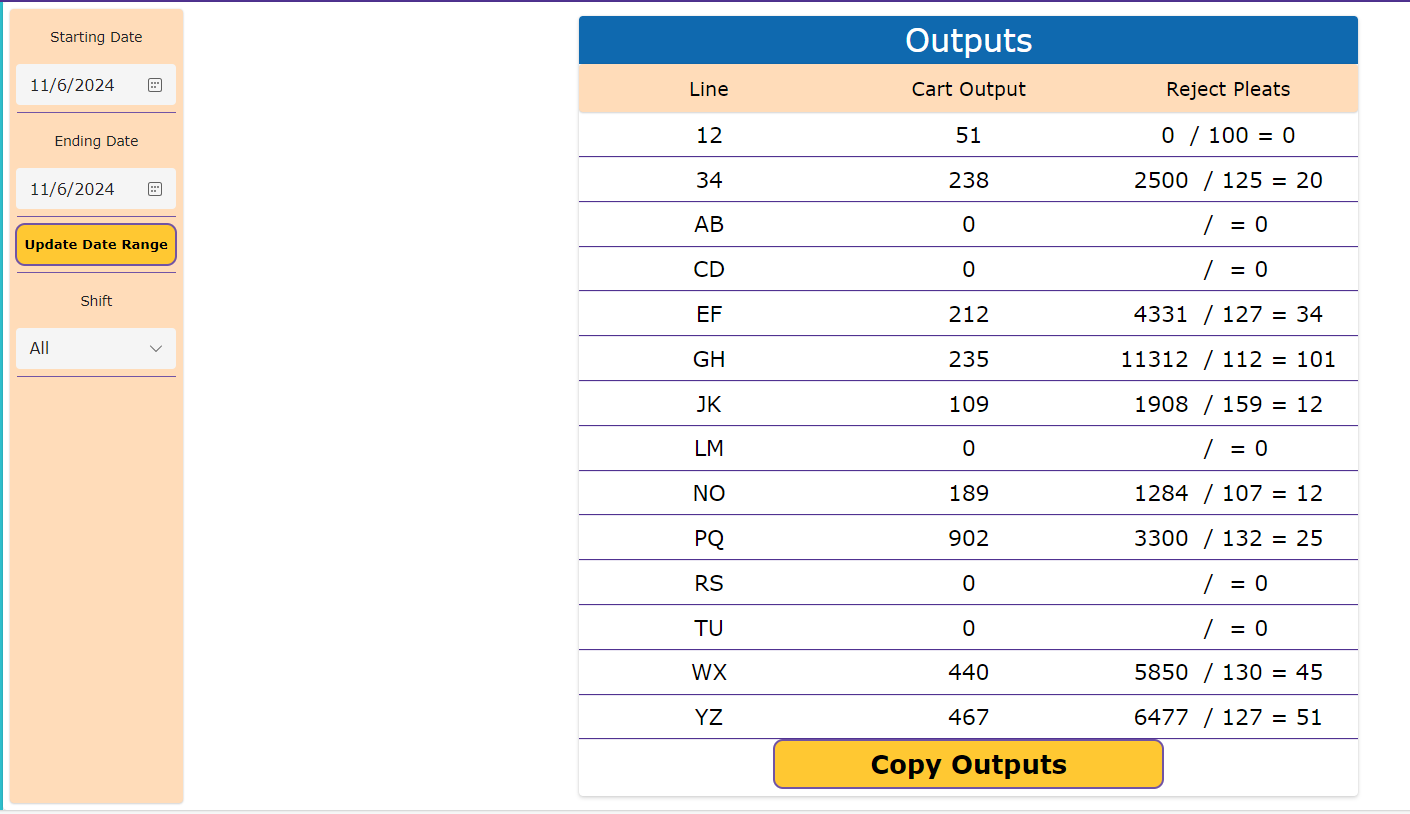 Starting Date
11/6/2024
Ending Date
11/6/2024
Update Date Range
Shift
All
Outputs
Line Cart Output Reject Pleats
12 51 0 / 100 = 0
34 238 2500 / 125 = 20
AB 0 / = 0
CD 0 / = 0
EF 212 4331 / 127 = 34
GH 235 11312 / 112 = 101
JK 109 1908 / 159 = 12
LM 0 / = 0
NO 189 1284 / 107 = 12
PQ 902 3300 / 132 = 25
RS 0 / = 0
TU 0 / = 0
WX 440 5850 / 130 = 45
YZ 467 6477 / 127 = 51
Copy Outputs